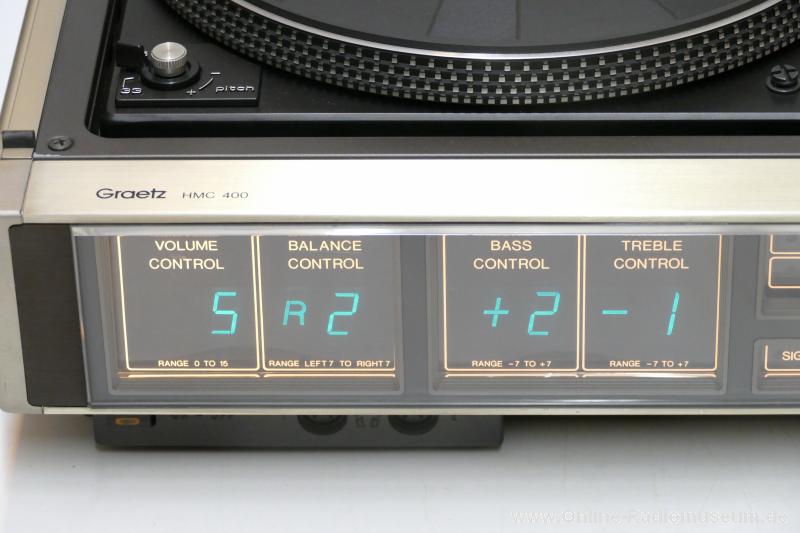 33 + - pitch
Graetz HMC 400
VOLUME CONTROL
5
RANGE 0 TO 15
BALANCE CONTROL
R 2
RANGE LEFT 7 TO RIGHT 7
BASS CONTROL
+2
RANGE -7 TO +7
TREBLE CONTROL
-1
RANGE -7 TO +7
SIG
www.Online-Radiomuseum.de